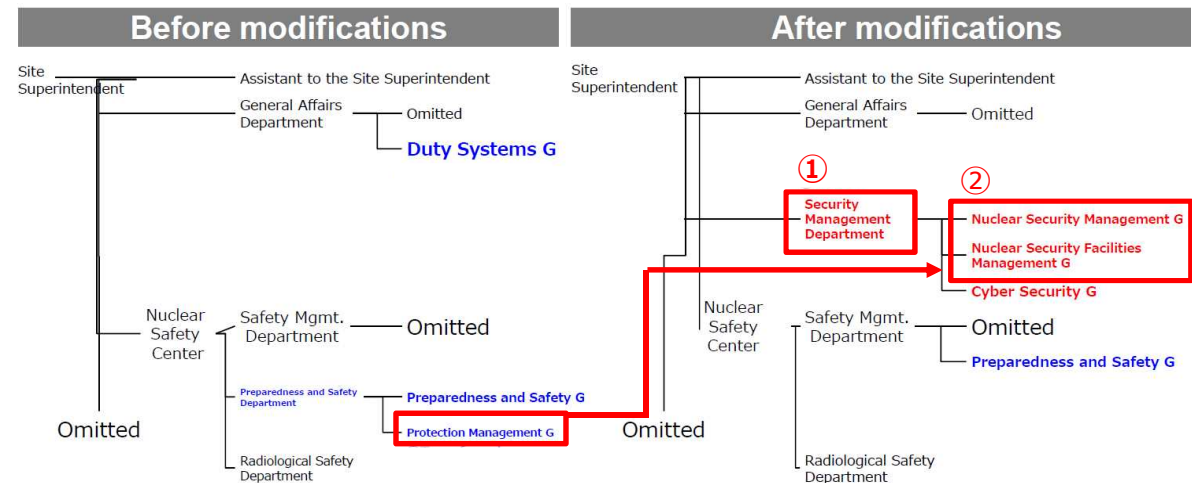 Before modifications
Site
Superintendent
Assistant to the Site Superintendent
General Affairs
Department
Omitted
Duty Systems G
Nuclear
Safety
Center
Safety Mgmt.
Department
Omitted
Preparedness and Safety
Department
Preparedness and Safety G
Protection Management G
Omitted
Radiological Safety
Department
After modifications
Site
Superintendent
Assistant to the Site Superintendent
General Affairs
Department
Omitted
①
②
Security
Management
Department
Nuclear Security Management G
Nuclear Security Facilities
Management G
Cyber Security G
Nuclear
Safety
Center
Safety Mgmt.
Department
Omitted
Preparedness and Safety G
Omitted
Radiological Safety
Department